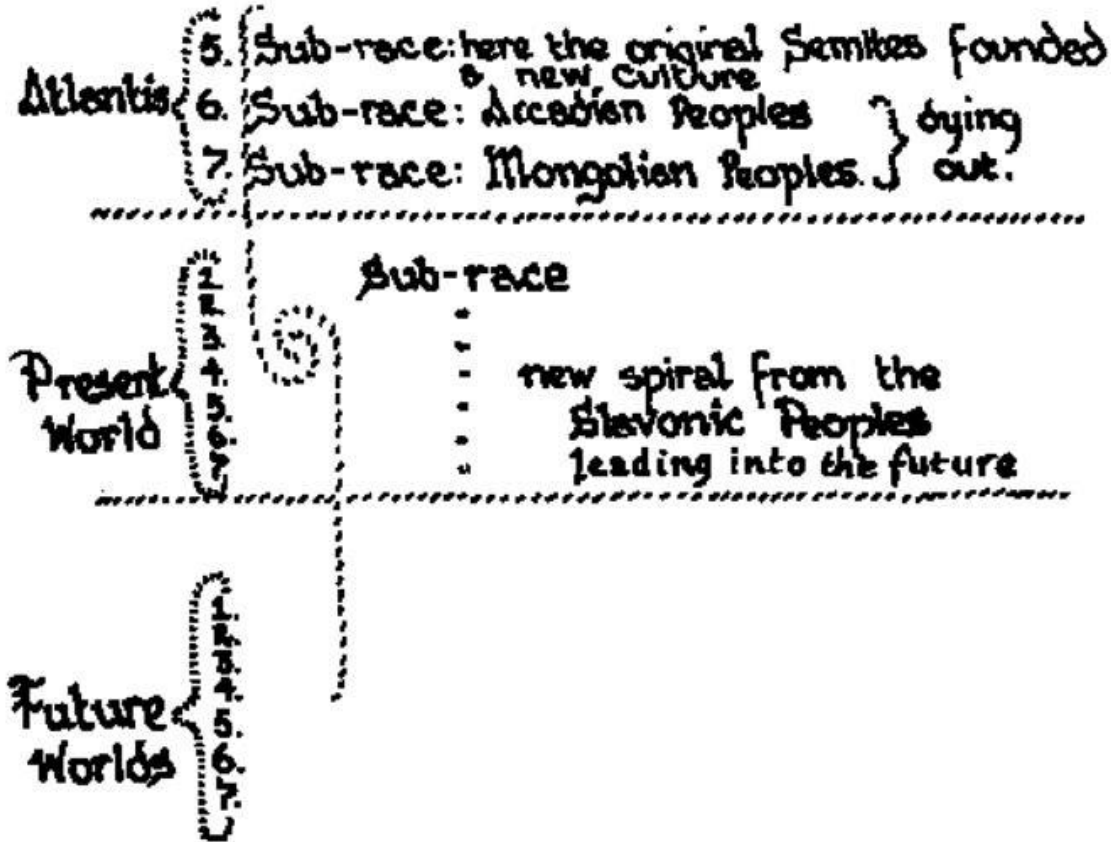 Atlantis
5. Sub-race: here the original Semites founded
a new culture
6. Sub-race: Accadian Peoples
7. Sub-race: Mongolian Peoples.
dying
out.
Present
World
1.
2.
3.
4.
5.
6.
7.
Sub-race
"
"
"
"
"
"
new spiral from the
Slavonic Peoples
leading into the future
Future
Worlds
1.
2.
3.
4.
5.
6.
7.